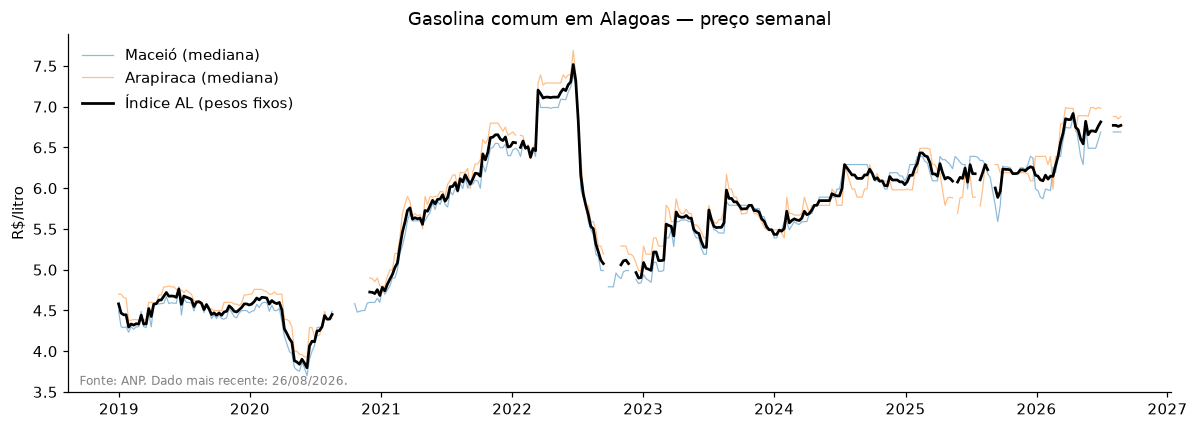 Gasolina comum em Alagoas — preço semanal
Maceió (mediana)
Arapiraca (mediana)
Índice AL (pesos fixos)
R$/litro
7.5
7.0
6.5
6.0
5.5
5.0
4.5
4.0
3.5
Fonte: ANP. Dado mais recente: 26/08/2026.
2019 2020 2021 2022 2023 2024 2025 2026 2027